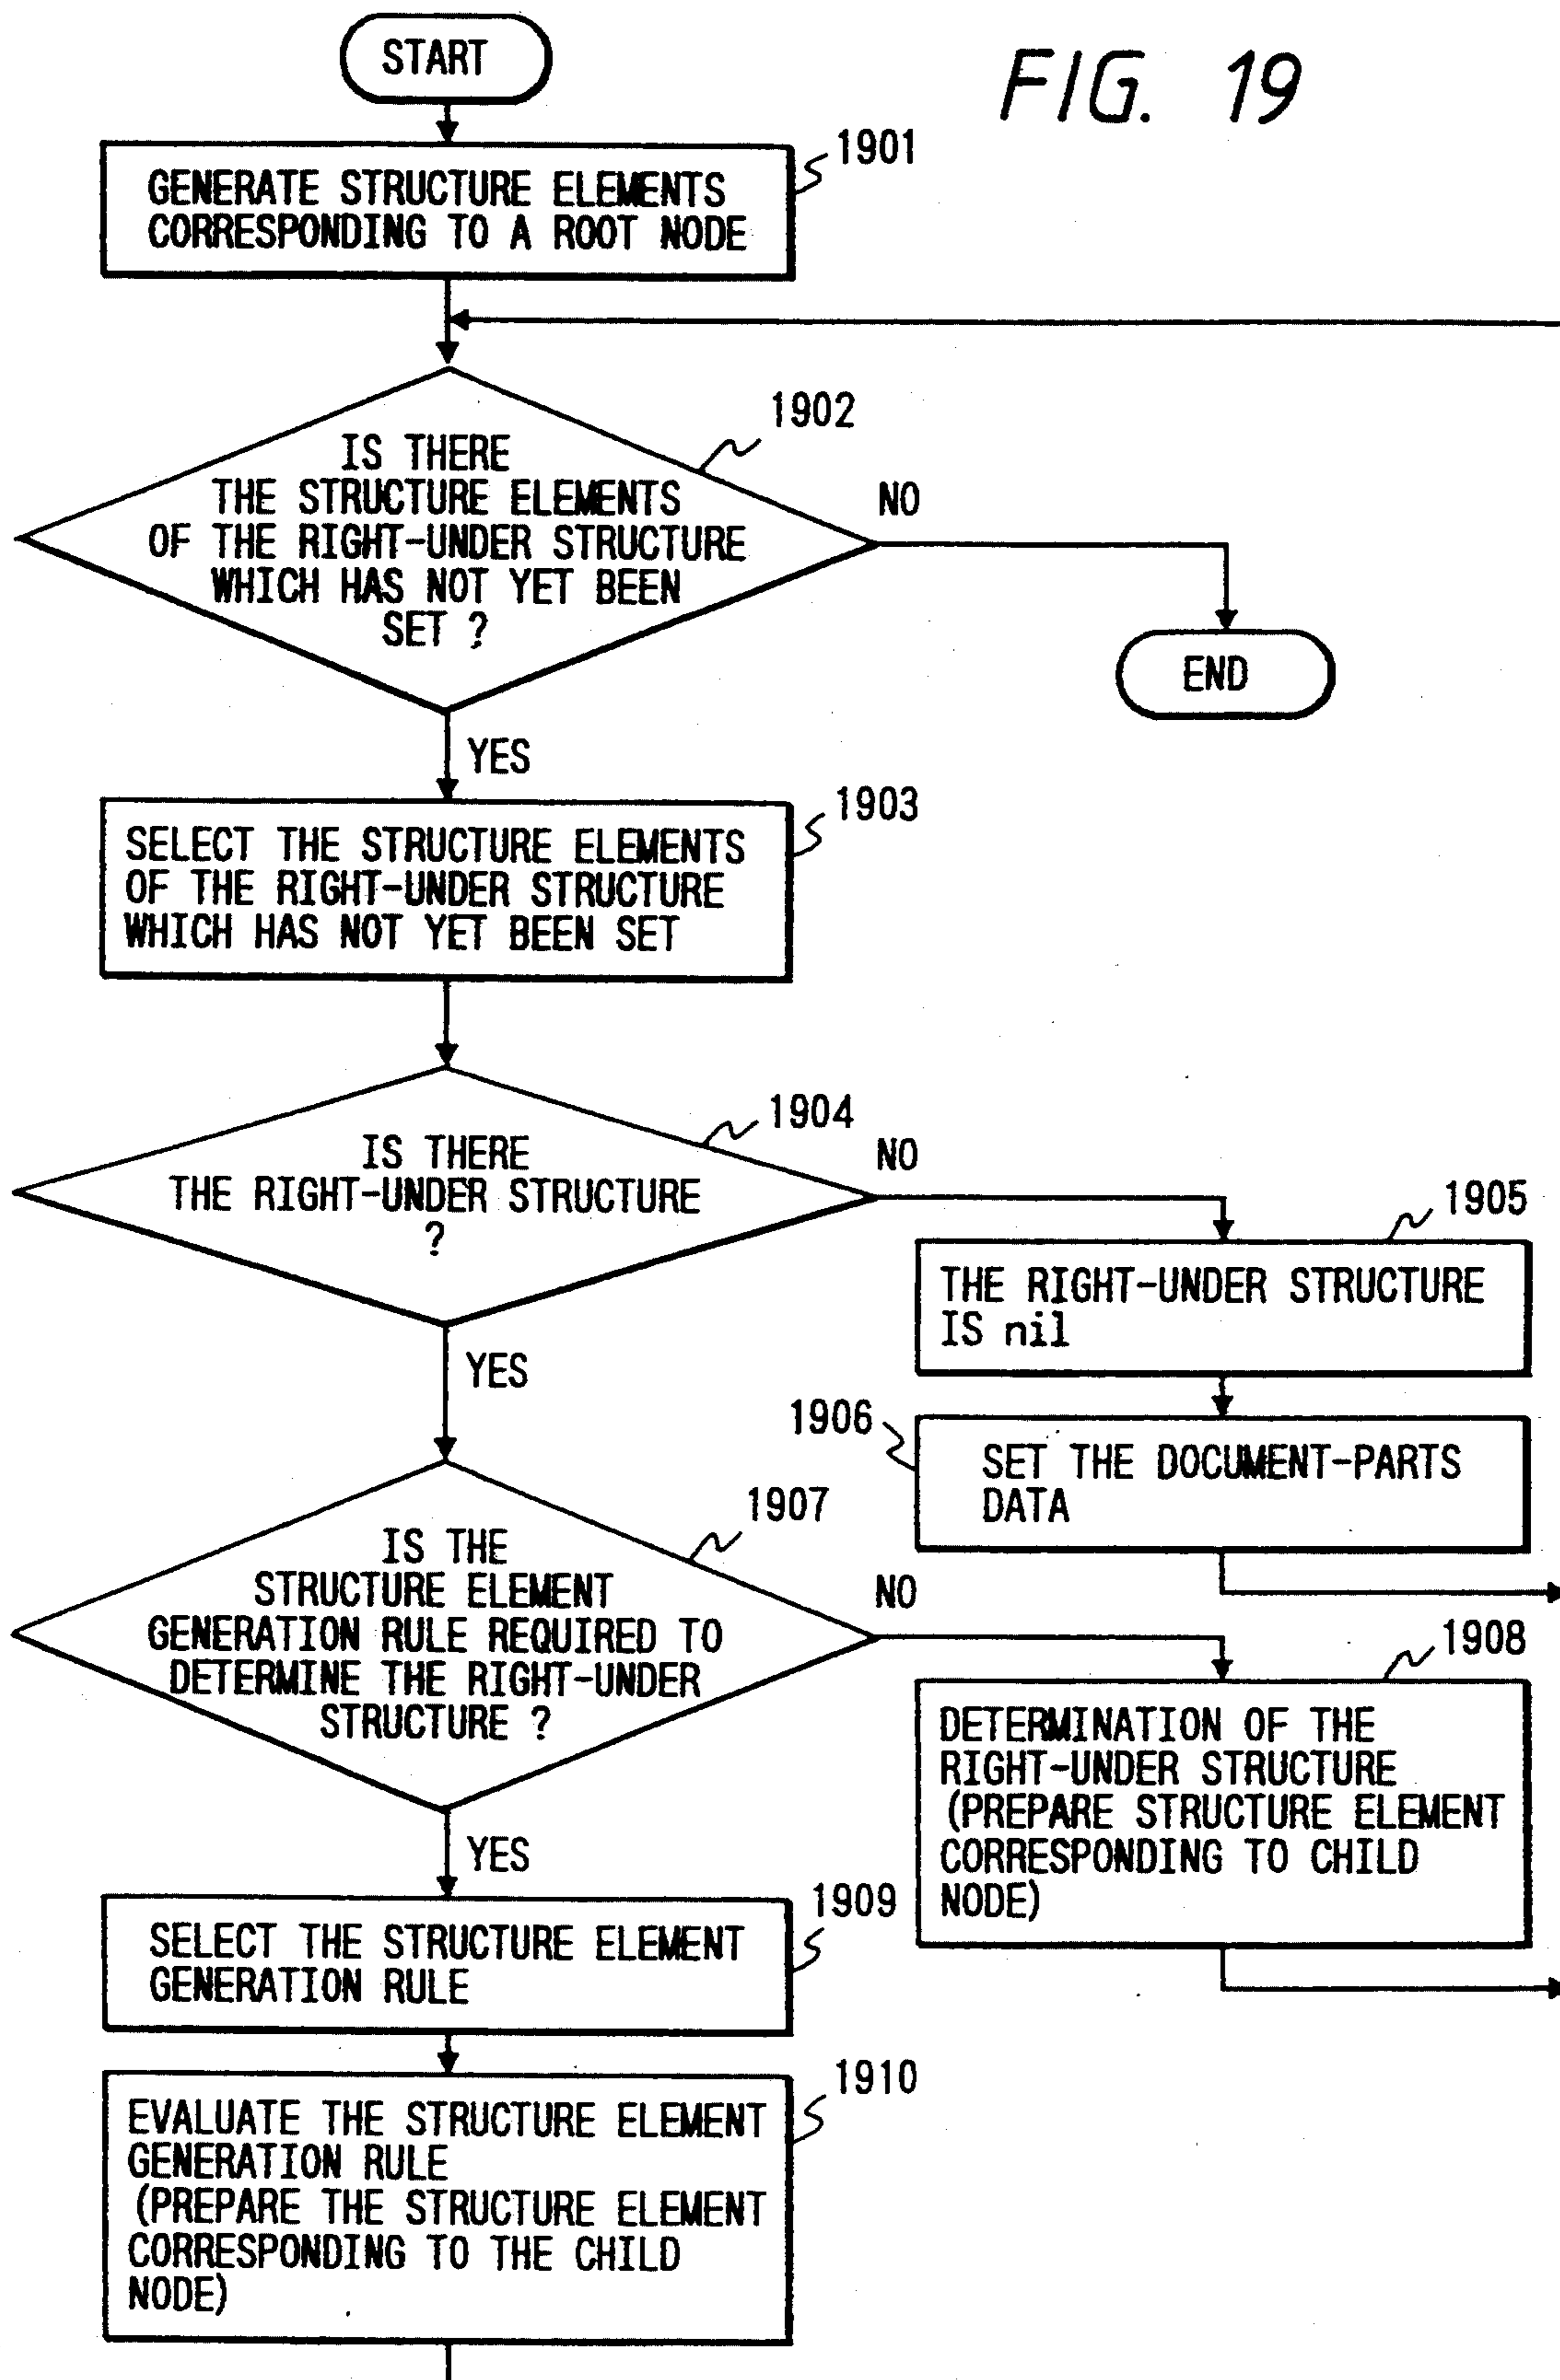 START
FIG. 19
1901
GENERATE STRUCTURE ELEMENTS
CORRESPONDING TO A ROOT NODE
1902
IS THERE
THE STRUCTURE ELEMENTS
OF THE RIGHT-UNDER STRUCTURE
WHICH HAS NOT YET BEEN
SET ?
NO
END
YES
1903
SELECT THE STRUCTURE ELEMENTS
OF THE RIGHT-UNDER STRUCTURE
WHICH HAS NOT YET BEEN SET
1904
IS THERE
THE RIGHT-UNDER STRUCTURE
?
NO
1905
THE RIGHT-UNDER STRUCTURE
IS nil
YES
1906
SET THE DOCUMENT-PARTS
DATA
1907
IS THE
STRUCTURE ELEMENT
GENERATION RULE REQUIRED TO
DETERMINE THE RIGHT-UNDER
STRUCTURE ?
NO
1908
DETERMINATION OF THE
RIGHT-UNDER STRUCTURE
(PREPARE STRUCTURE ELEMENT
CORRESPONDING TO CHILD
NODE)
YES
1909
SELECT THE STRUCTURE ELEMENT
GENERATION RULE
1910
EVALUATE THE STRUCTURE ELEMENT
GENERATION RULE
(PREPARE THE STRUCTURE ELEMENT
CORRESPONDING TO THE CHILD
NODE)